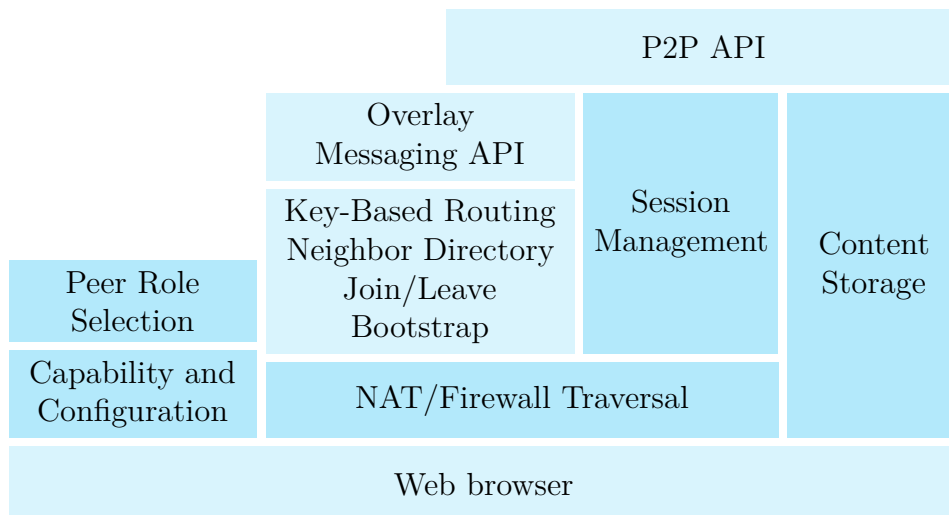 P2P API
Overlay
Messaging API
Key-Based Routing
Neighbor Directory
Join/Leave
Bootstrap
Session
Management
Content
Storage
Peer Role
Selection
Capability and
Configuration
NAT/Firewall Traversal
Web browser